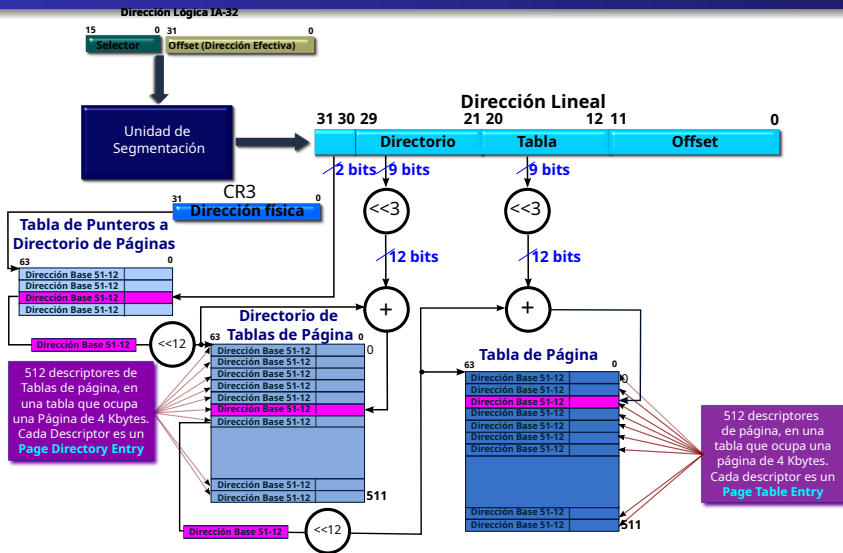 Dirección Lógica IA-32
15 0 31 0
Selector Offset (Dirección Efectiva)
Unidad de
Segmentación
Dirección Lineal
31 30 29 21 20 12 11 0
Directorio Tabla Offset
2 bits 9 bits 9 bits
CR3
31 0
Dirección física
<<3 <<3
Tabla de Punteros a
Directorio de Páginas
63 0
Dirección Base 51-12
Dirección Base 51-12
Dirección Base 51-12
Dirección Base 51-12
12 bits 12 bits
+ +
Dirección Base 51-12 <<12
Directorio de
Tablas de Página
63 0
0
Dirección Base 51-12
Dirección Base 51-12
Dirección Base 51-12
Dirección Base 51-12
Dirección Base 51-12
Dirección Base 51-12
Dirección Base 51-12
Dirección Base 51-12
Dirección Base 51-12
511
512 descriptores de
Tablas de página, en
una tabla que ocupa
una Página de 4 Kbytes.
Cada Descriptor es un
Page Directory Entry
Dirección Base 51-12 <<12
Tabla de Página
63 0
0
Dirección Base 51-12
Dirección Base 51-12
Dirección Base 51-12
Dirección Base 51-12
Dirección Base 51-12
Dirección Base 51-12
Dirección Base 51-12
Dirección Base 51-12
Dirección Base 51-12
511
512 descriptores
de página, en una
tabla que ocupa una
página de 4 Kbytes.
Cada descriptor es un
Page Table Entry